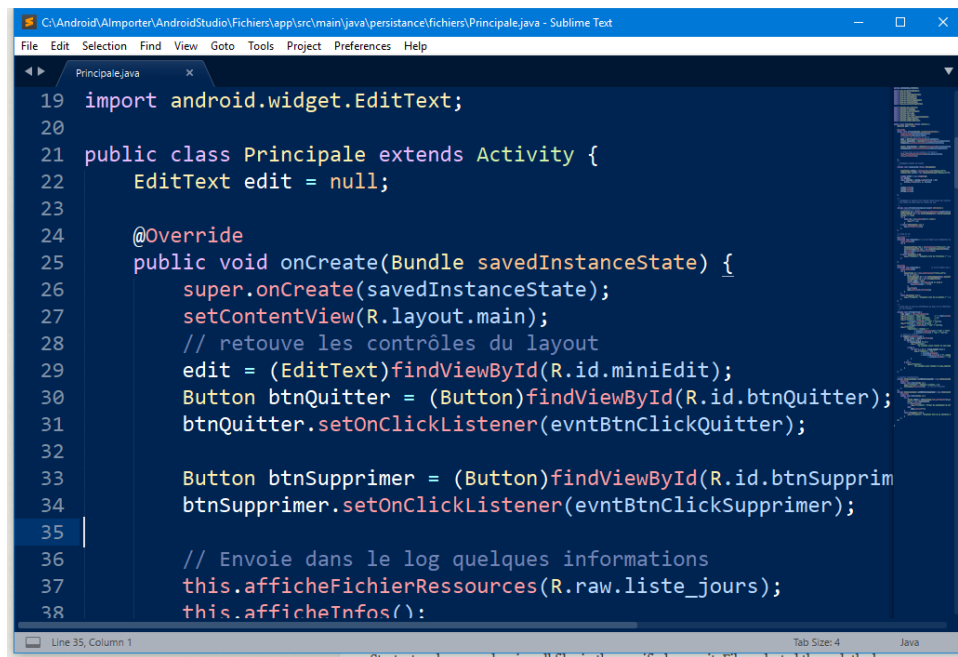 C:\Android\AImporter\AndroidStudio\Fichiers\app\src\main\java\persistance\fichiers\Principale.java - Sublime Text
File Edit Selection Find View Goto Tools Project Preferences Help
Principale.java
19 import android.widget.EditText;
20
21 public class Principale extends Activity {
22 EditText edit = null;
23
24 @Override
25 public void onCreate(Bundle savedInstanceState) {
26 super.onCreate(savedInstanceState);
27 setContentView(R.layout.main);
28 // retouve les contrôles du layout
29 edit = (EditText)findViewById(R.id.miniEdit);
30 Button btnQuitter = (Button)findViewById(R.id.btnQuitter);
31 btnQuitter.setOnClickListener(evntBtnClickQuitter);
32
33 Button btnSupprimer = (Button)findViewById(R.id.btnSupprim
34 btnSupprimer.setOnClickListener(evntBtnClickSupprimer);
35
36 // Envoie dans le log quelques informations
37 this.afficheFichierRessources(R.raw.liste_jours);
38 this.afficheInfos();
Line 35, Column 1 Tab Size: 4 Java